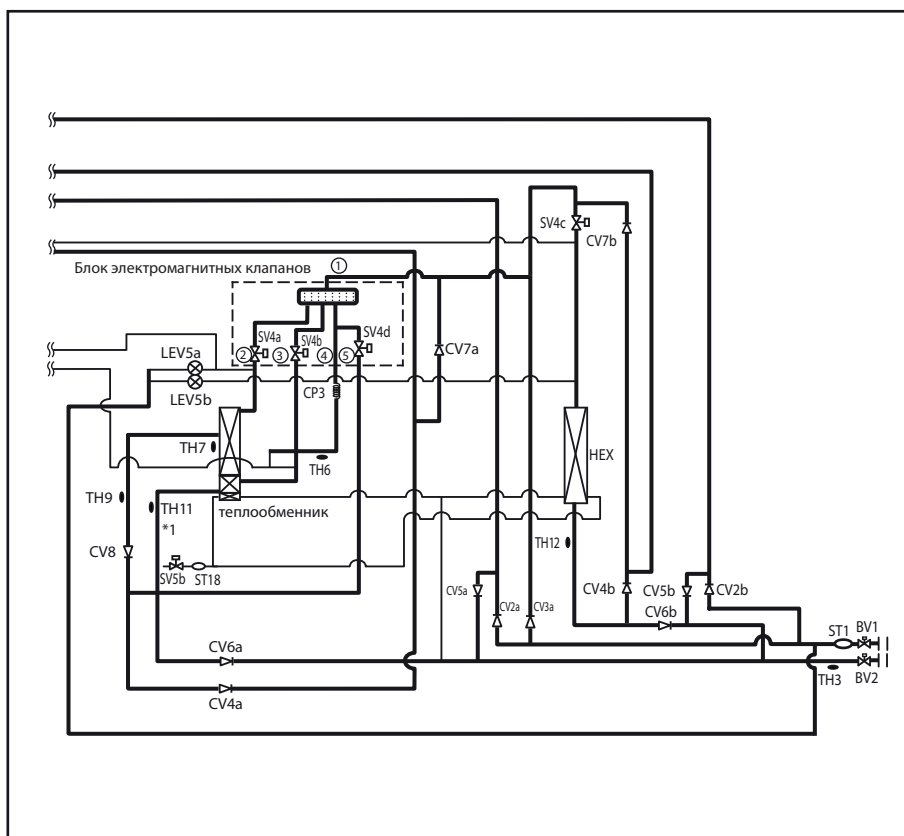 SV4c
CV7b
Блок электромагнитных клапанов
①
SV4a
SV4b
SV4d
②
③
④
⑤
LEV5a
CV7a
LEV5b
CP3
TH7
TH6
HEX
TH9
TH11
*1
теплообменник
TH12
CV8
SV5b
ST18
CV5a
CV2a
CV3a
CV4b
CV5b
CV2b
CV6b
ST1
BV1
CV6a
TH3
BV2
CV4a